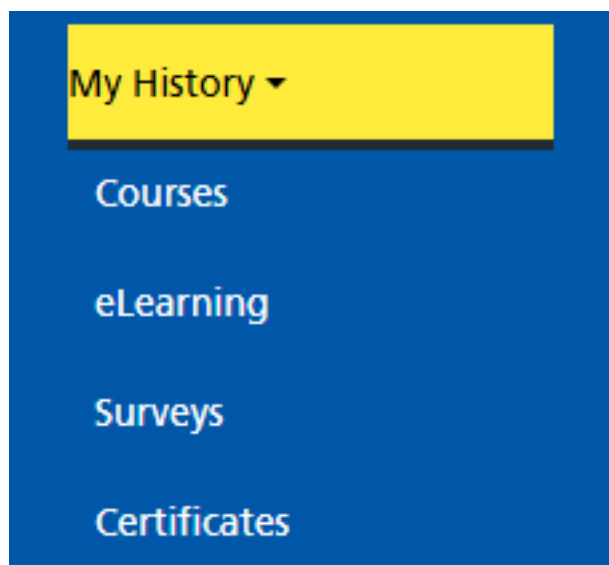 My History
Courses
eLearning
Surveys
Certificates